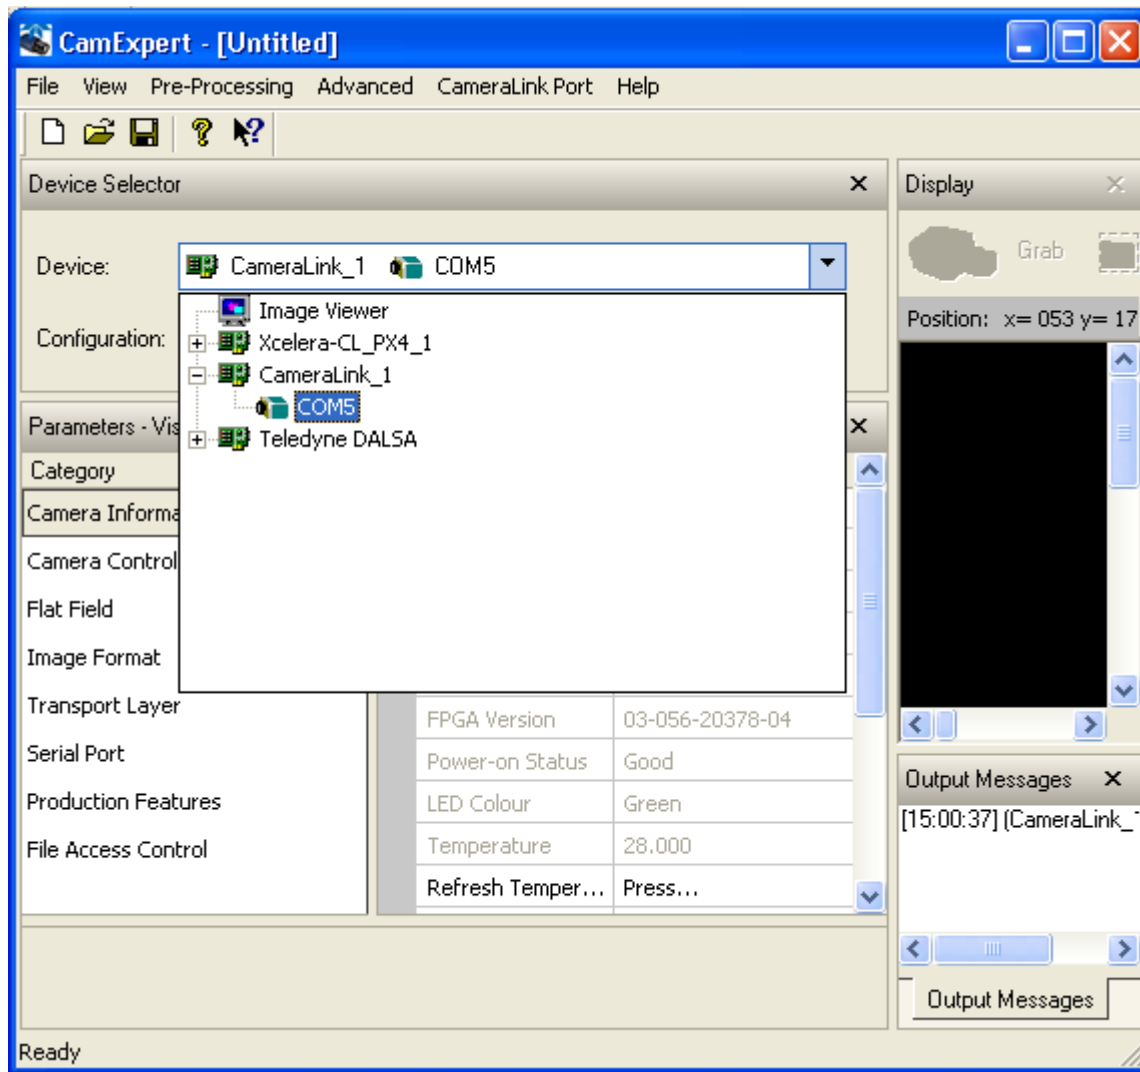 CamExpert - [Untitled]
File View Pre-Processing Advanced CameraLink Port Help
Device Selector
Device: CameraLink_1 COM5
Configuration:
Image Viewer
Xcelera-CL_PX4_1
CameraLink_1
COM5
Teledyne DALSA
Parameters - Vis
Category
Camera Informa
Camera Control
Flat Field
Image Format
Transport Layer
Serial Port
Production Features
File Access Control
FPGA Version 03-056-20378-04
Power-on Status Good
LED Colour Green
Temperature 28.000
Refresh Temper... Press...
Display
Grab
Position: x= 053 y= 17
Output Messages
[15:00:37] (CameraLink_1
Output Messages
Ready